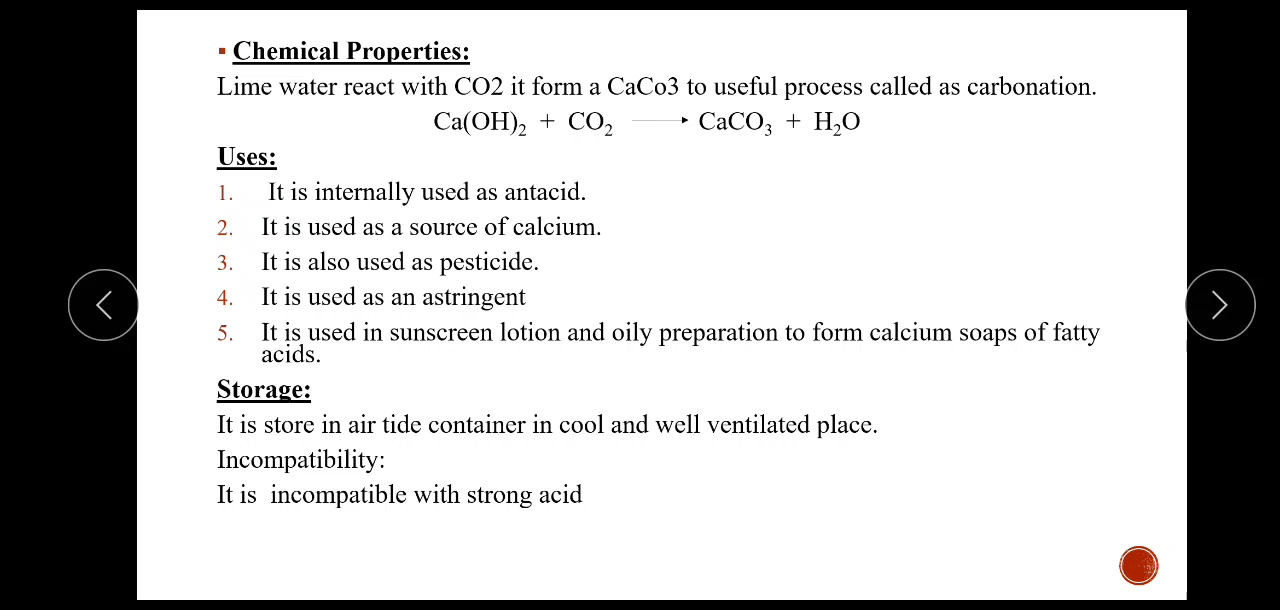 Chemical Properties:
Lime water react with CO2 it form a CaCo3 to useful process called as carbonation.
Ca(OH)₂ + CO₂ ⟶ CaCO₃ + H₂O
Uses:
1. It is internally used as antacid.
2. It is used as a source of calcium.
3. It is also used as pesticide.
4. It is used as an astringent
5. It is used in sunscreen lotion and oily preparation to form calcium soaps of fatty
acids.
Storage:
It is store in air tide container in cool and well ventilated place.
Incompatibility:
It is incompatible with strong acid